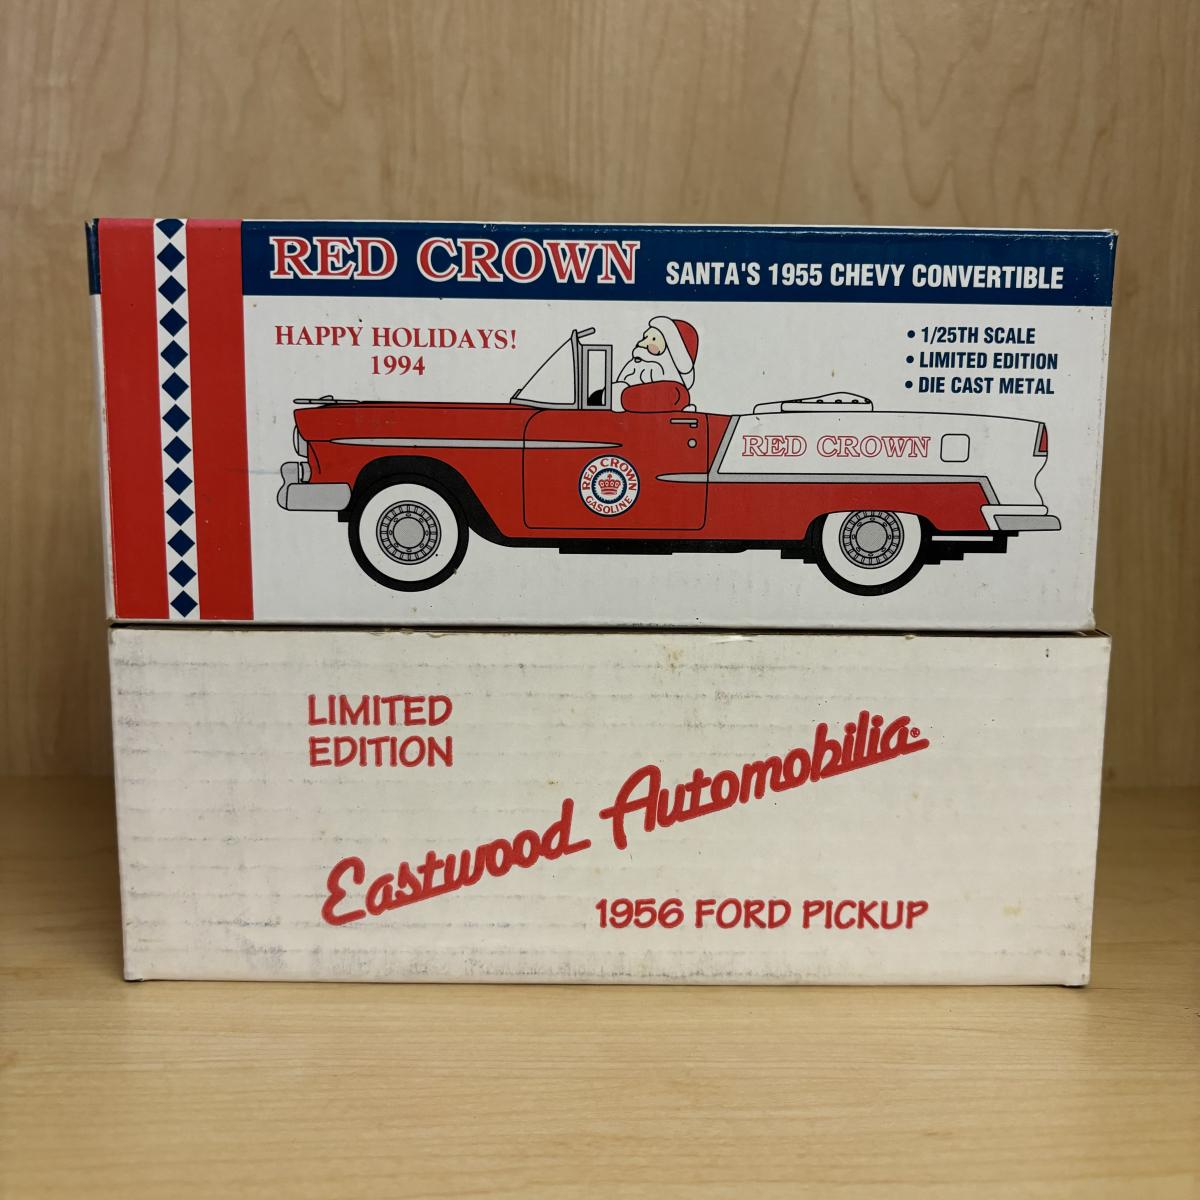 RED CROWN SANTA'S 1955 CHEVY CONVERTIBLE
HAPPY HOLIDAYS!
1994
• 1/25TH SCALE
• LIMITED EDITION
• DIE CAST METAL
RED CROWN
RED CROWN
GASOLINE
LIMITED
EDITION
Eastwood Automobilia®
1956 FORD PICKUP